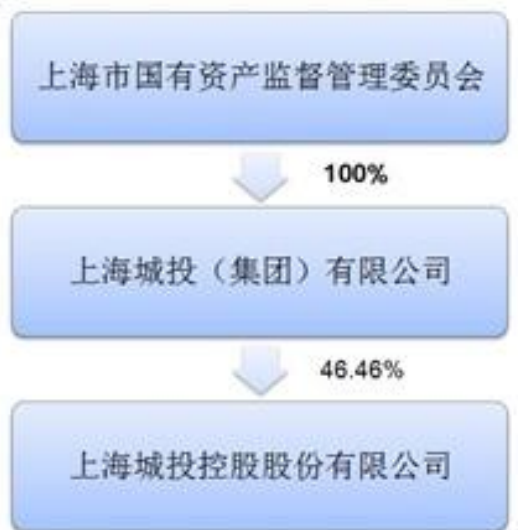 上海市国有资产监督管理委员会
100%
上海城投（集团）有限公司
46.46%
上海城投控股股份有限公司